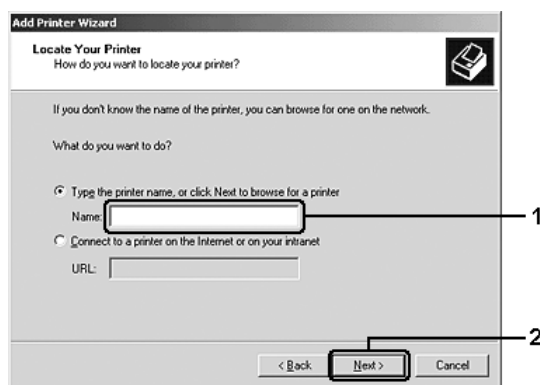 Add Printer Wizard
Locate Your Printer
How do you want to locate your printer?
If you don't know the name of the printer, you can browse for one on the network.
What do you want to do?
Type the printer name, or click Next to browse for a printer
Name:
1
Connect to a printer on the Internet or on your intranet
URL:
2
< Back Next > Cancel